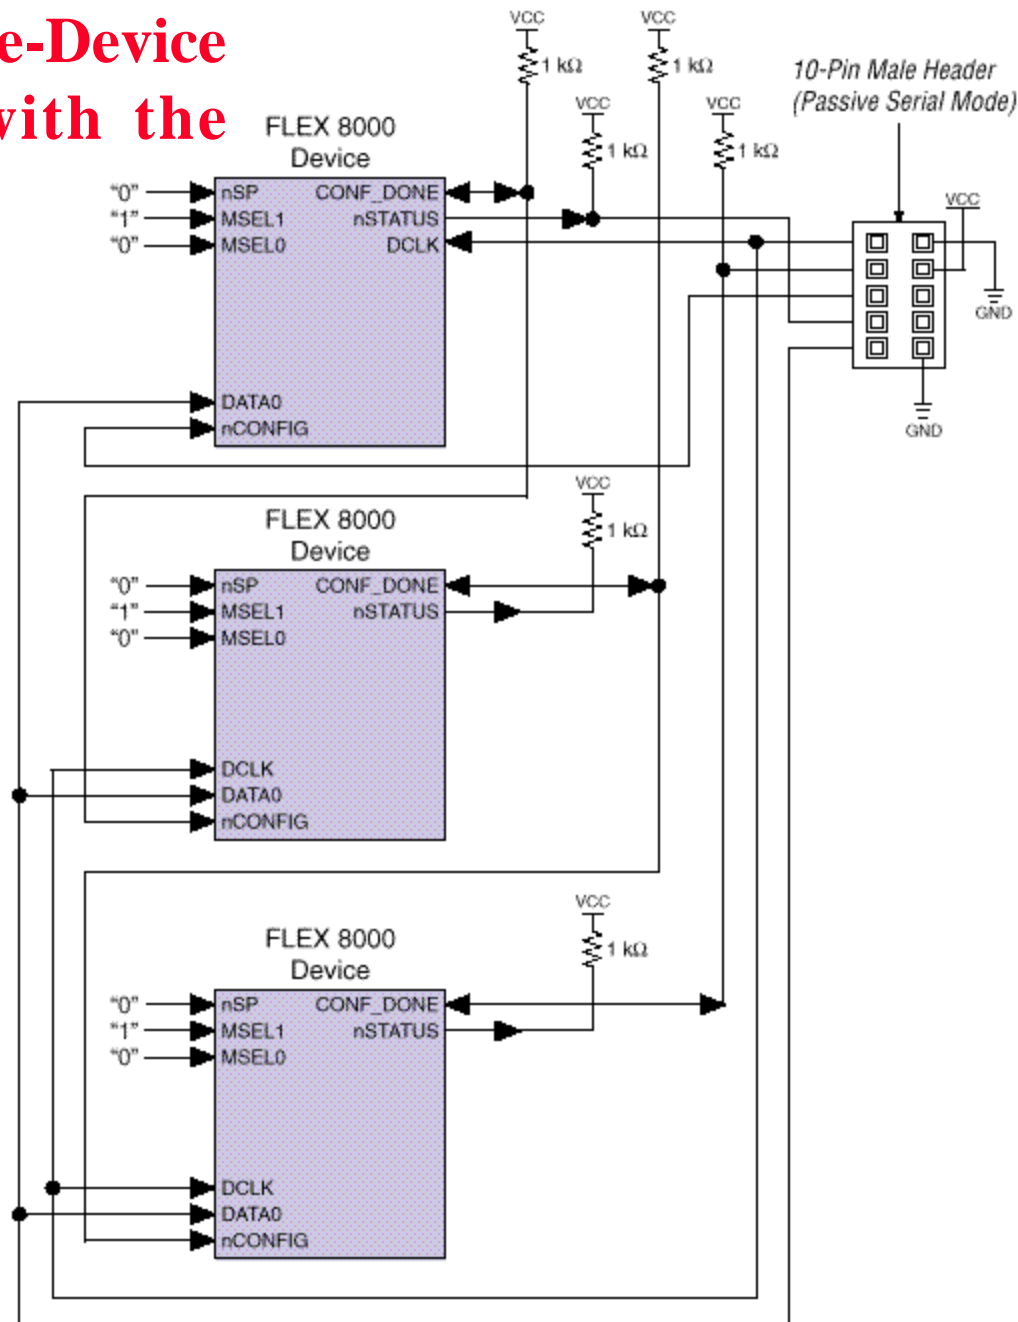 e-Device
with the
VCC
1 kΩ
VCC
1 kΩ
VCC
1 kΩ
VCC
1 kΩ
10-Pin Male Header
(Passive Serial Mode)
VCC
GND
GND
FLEX 8000
Device
"0"
"1"
"0"
nSP
MSEL1
MSEL0
CONF_DONE
nSTATUS
DCLK
DATA0
nCONFIG
VCC
1 kΩ
FLEX 8000
Device
"0"
"1"
"0"
nSP
MSEL1
MSEL0
CONF_DONE
nSTATUS
DCLK
DATA0
nCONFIG
VCC
1 kΩ
FLEX 8000
Device
"0"
"1"
"0"
nSP
MSEL1
MSEL0
CONF_DONE
nSTATUS
DCLK
DATA0
nCONFIG